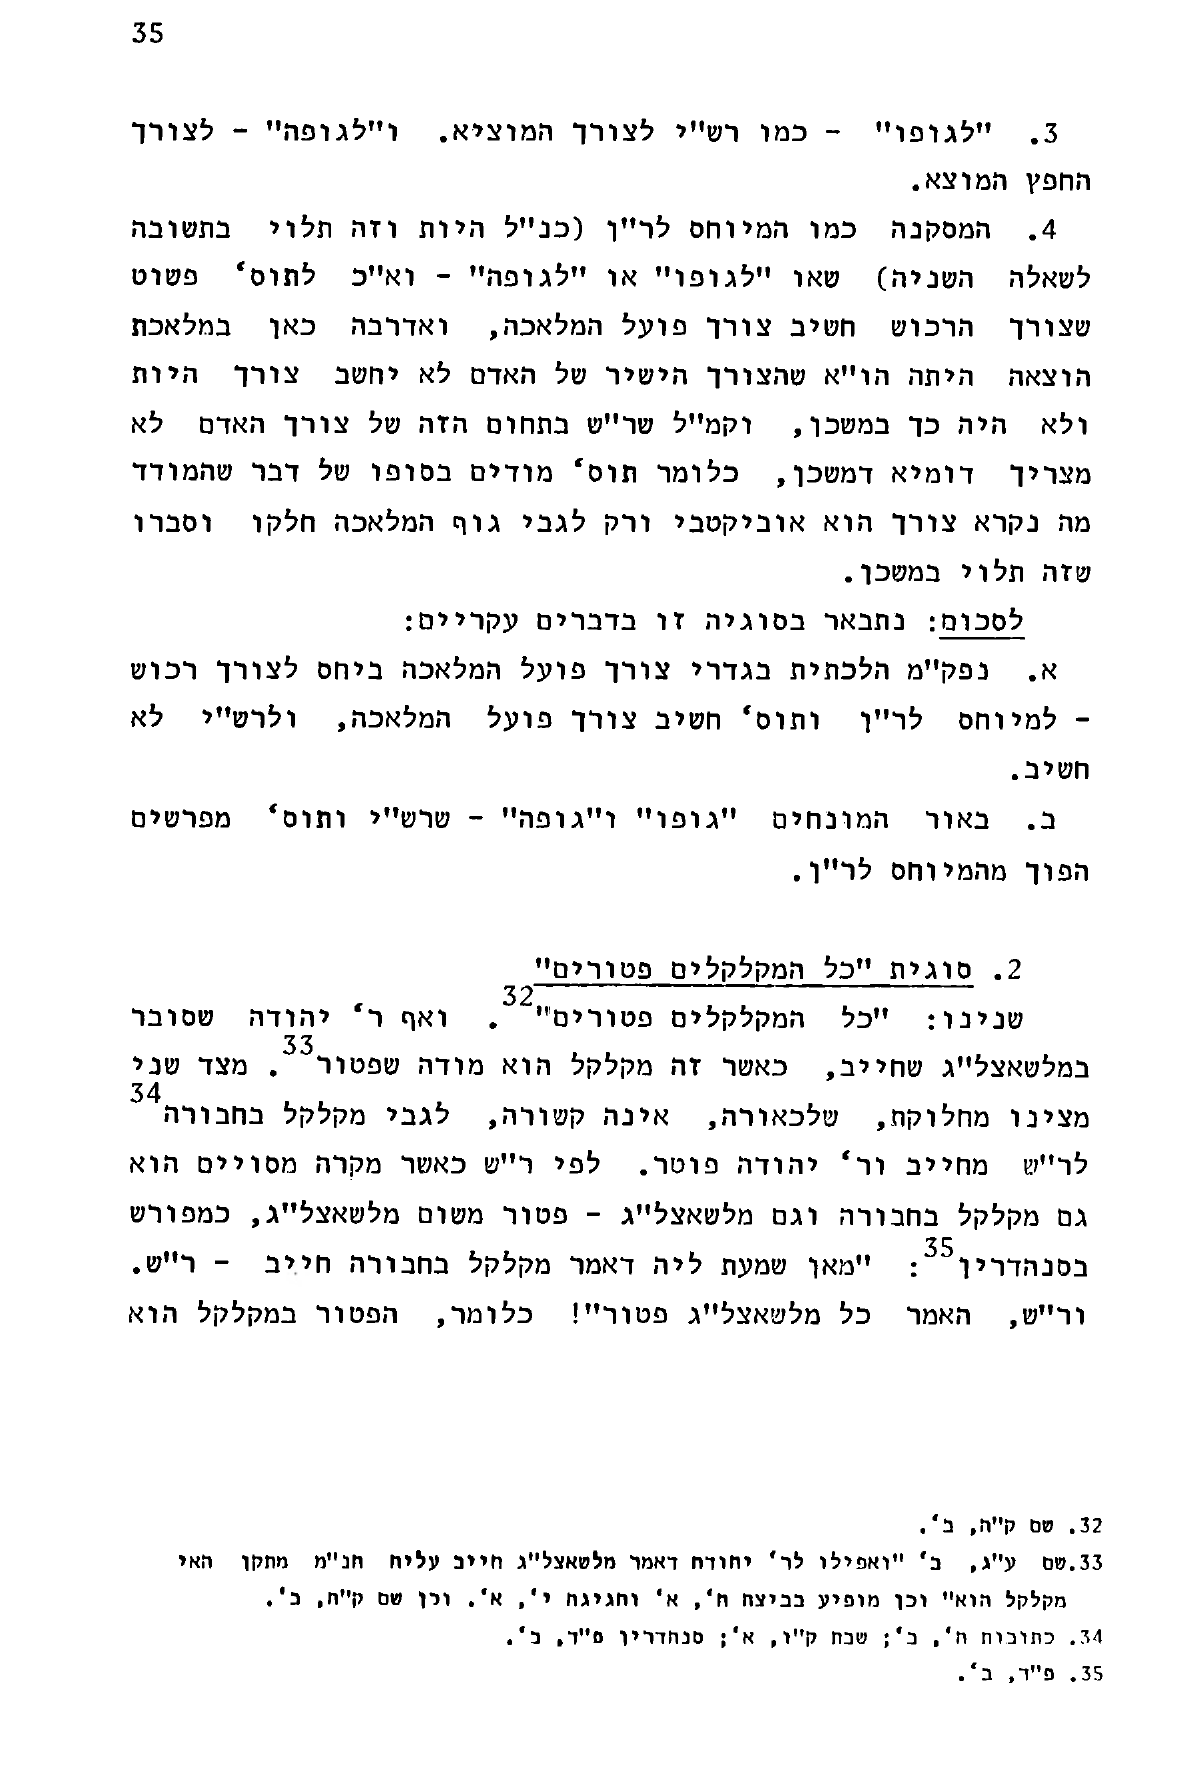 35
3. "לגופו" - כמו רש"י לצורך המוציא. ו"לגופה" - לצורך
החפץ המוצא.
4. המסקנה כמו המיוחס לר"ן (כנ"ל היות וזה תלוי בתשובה
לשאלה השניה) שאו "לגופו" או "לגופה" - וא"כ לתוס' פשוט
שצורך הרכוש חשיב צורך פועל המלאכה, ואדרבה כאן במלאכת
הוצאה היתה הו"א שהצורך הישיר של האדם לא יחשב צורך היות
ולא היה כך במשכן, וקמ"ל שר"ש בתחום הזה של צורך האדם לא
מצריך דומיא דמשכן, כלומר תוס' מודים בסופו של דבר שהמודד
מה נקרא צורך הוא אוביקטבי ורק לגבי גוף המלאכה חלקו וסברו
שזה תלוי במשכן.
לסכום: נתבאר בסוגיה זו בדברים עקריים:
א. נפק"מ הלכתית בגדרי צורך פועל המלאכה ביחס לצורך רכוש
- למיוחס לר"ן ותוס' חשיב צורך פועל המלאכה, ולרש"י לא
חשיב.
ב. באור המונחים "גופו" ו"גופה" - שרש"י ותוס' מפרשים
הפוך מהמיוחס לר"ן.
2. סוגית "כל המקלקלים פטורים"
שנינו: "כל המקלקלים פטורים"32. ואף ר' יהודה שסובר
במלשאצל"ג שחייב, כאשר זה מקלקל הוא מודה שפטור33. מצד שני
מצינו מחלוקת, שלכאורה, אינה קשורה, לגבי מקלקל בחבורה34
לר"ש מחייב ור' יהודה פוטר. לפי ר"ש כאשר מקרה מסויים הוא
גם מקלקל בחבורה וגם מלשאצל"ג - פטור משום מלשאצל"ג, כמפורש
בסנהדרין35: "מאן שמעת ליה דאמר מקלקל בחבורה חייב - ר"ש.
ור"ש, האמר כל מלשאצל"ג פטור"! כלומר, הפטור במקלקל הוא
32. שם ק"ה, ב'.
33.שם ע"ג, ב' "ואפילו לר' יהודה דאמר מלשאצל"ג חייב עליה הנ"מ מתקן האי
מקלקל הוא" וכן מופיע בביצה ח', א' וחגיגה י', א'. ורן שם ק"ה, ב'.
34. כתובות ה', ב'; שבת ק"ו, א'; סנהדרין פ"ד, ב'.
35. פ"ד, ב'.